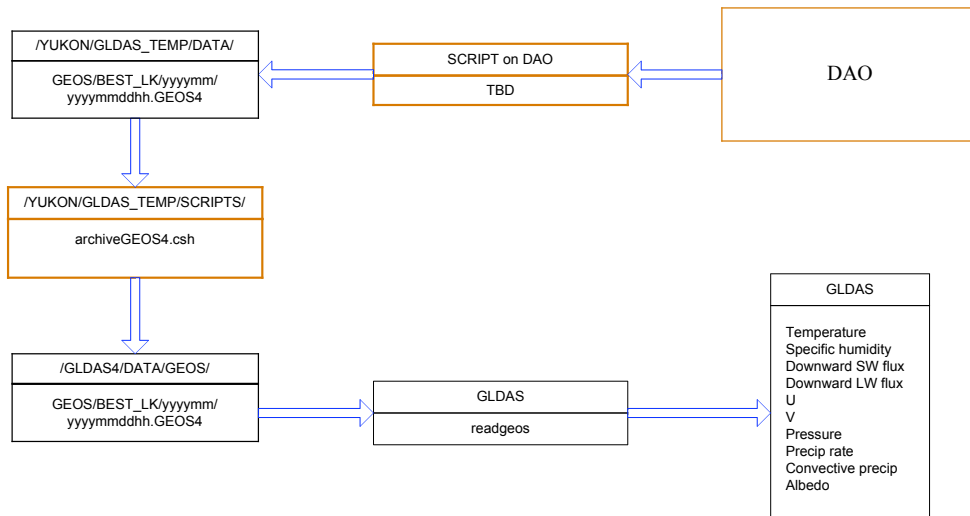 /YUKON/GLDAS_TEMP/DATA/
GEOS/BEST_LK/yyyymm/
yyyymmddhh.GEOS4
SCRIPT on DAO
TBD
DAO
/YUKON/GLDAS_TEMP/SCRIPTS/
archiveGEOS4.csh
/GLDAS4/DATA/GEOS/
GEOS/BEST_LK/yyyymm/
yyyymmddhh.GEOS4
GLDAS
readgeos
GLDAS
Temperature
Specific humidity
Downward SW flux
Downward LW flux
U
V
Pressure
Precip rate
Convective precip
Albedo